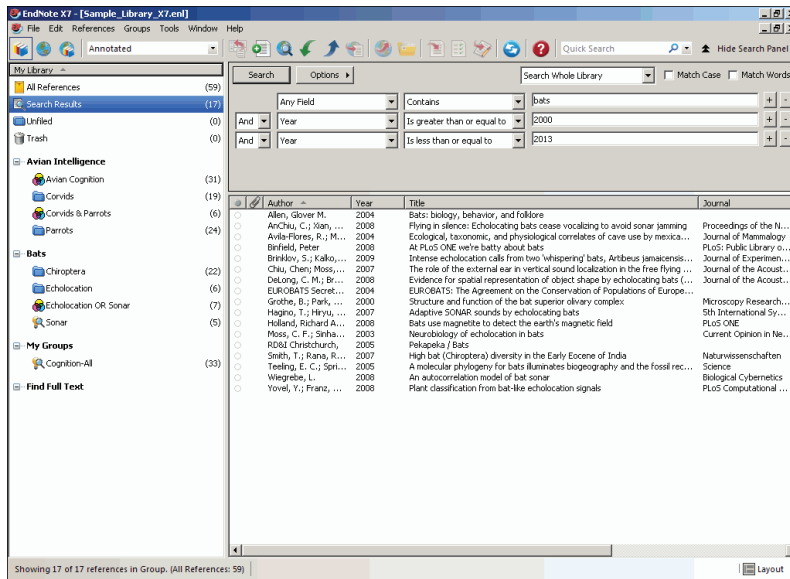 EndNote X7 - [Sample_Library_X7.enl]
File Edit References Groups Tools Window Help
Annotated Quick Search Hide Search Panel
My Library
All References (59)
Search Results (17)
Unfiled (0)
Trash (0)
Avian Intelligence
Avian Cognition (31)
Corvids (19)
Corvids & Parrots (6)
Parrots (24)
Bats
Chiroptera (22)
Echolocation (6)
Echolocation OR Sonar (7)
Sonar (5)
My Groups
Cognition-All (33)
Find Full Text
Search Options Search Whole Library Match Case Match Words
Any Field Contains bats + -
And Year Is greater than or equal to 2000 + -
And Year Is less than or equal to 2013 + -
Author Year Title Journal
Allen, Glover M. 2004 Bats: biology, behavior, and folklore
AnChiu, C.; Xian, ... 2008 Flying in silence: Echolocating bats cease vocalizing to avoid sonar jamming Proceedings of the N...
Avila-Flores, R.; M... 2004 Ecological, taxonomic, and physiological correlates of cave use by mexica... Journal of Mammalogy
Binfield, Peter 2008 At PLoS ONE we're batty about bats PLoS: Public Library o...
Brinklov, S.; Kalko,... 2009 Intense echolocation calls from two 'whispering' bats, Artibeus jamaicensis... Journal of Experimen...
Chiu, Chen; Moss,... 2007 The role of the external ear in vertical sound localization in the free flying ... Journal of the Acoust...
DeLong, C. M.; Br... 2008 Evidence for spatial representation of object shape by echolocating bats (... Journal of the Acoust...
EUROBATS Secret... 2004 EUROBATS: The Agreement on the Conservation of Populations of Europe...
Grothe, B.; Park, ... 2000 Structure and function of the bat superior olivary complex Microscopy Research...
Hagino, T.; Hiryu, ... 2007 Adaptive SONAR sounds by echolocating bats 5th International Sy...
Holland, Richard A... 2008 Bats use magnetite to detect the earth's magnetic field PLoS ONE
Moss, C. F.; Sinha... 2003 Neurobiology of echolocation in bats Current Opinion in Ne...
RD&I Christchurch, 2005 Pekapeka / Bats
Smith, T.; Rana, R... 2007 High bat (Chiroptera) diversity in the Early Eocene of India Naturwissenschaften
Teeling, E. C.; Spri... 2005 A molecular phylogeny for bats illuminates biogeography and the fossil rec... Science
Wiegrebe, L. 2008 An autocorrelation model of bat sonar Biological Cybernetics
Yovel, Y.; Franz, ... 2008 Plant classification from bat-like echolocation signals PLoS Computational ...
Showing 17 of 17 references in Group. (All References: 59) Layout